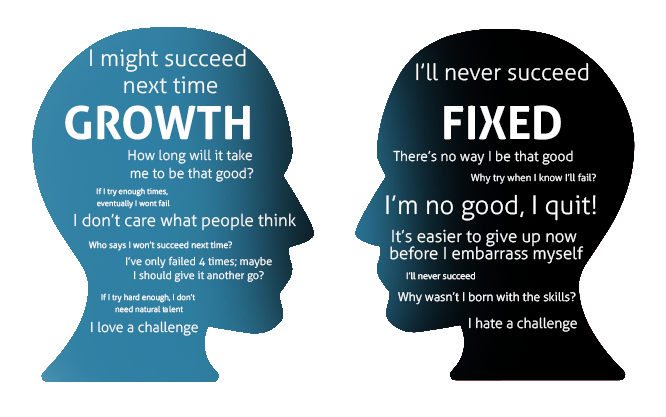 I might succeed
next time
GROWTH
How long will it take
me to be that good?
If I try enough times,
eventually I wont fail
I don't care what people think
Who says I won't succeed next time?
I've only failed 4 times; maybe
I should give it another go?
If I try hard enough, I don't
need natural talent
I love a challenge
I'll never succeed
FIXED
There's no way I be that good
Why try when I know I'll fail?
I'm no good, I quit!
It's easier to give up now
before I embarrass myself
I'll never succeed
Why wasn't I born with the skills?
I hate a challenge